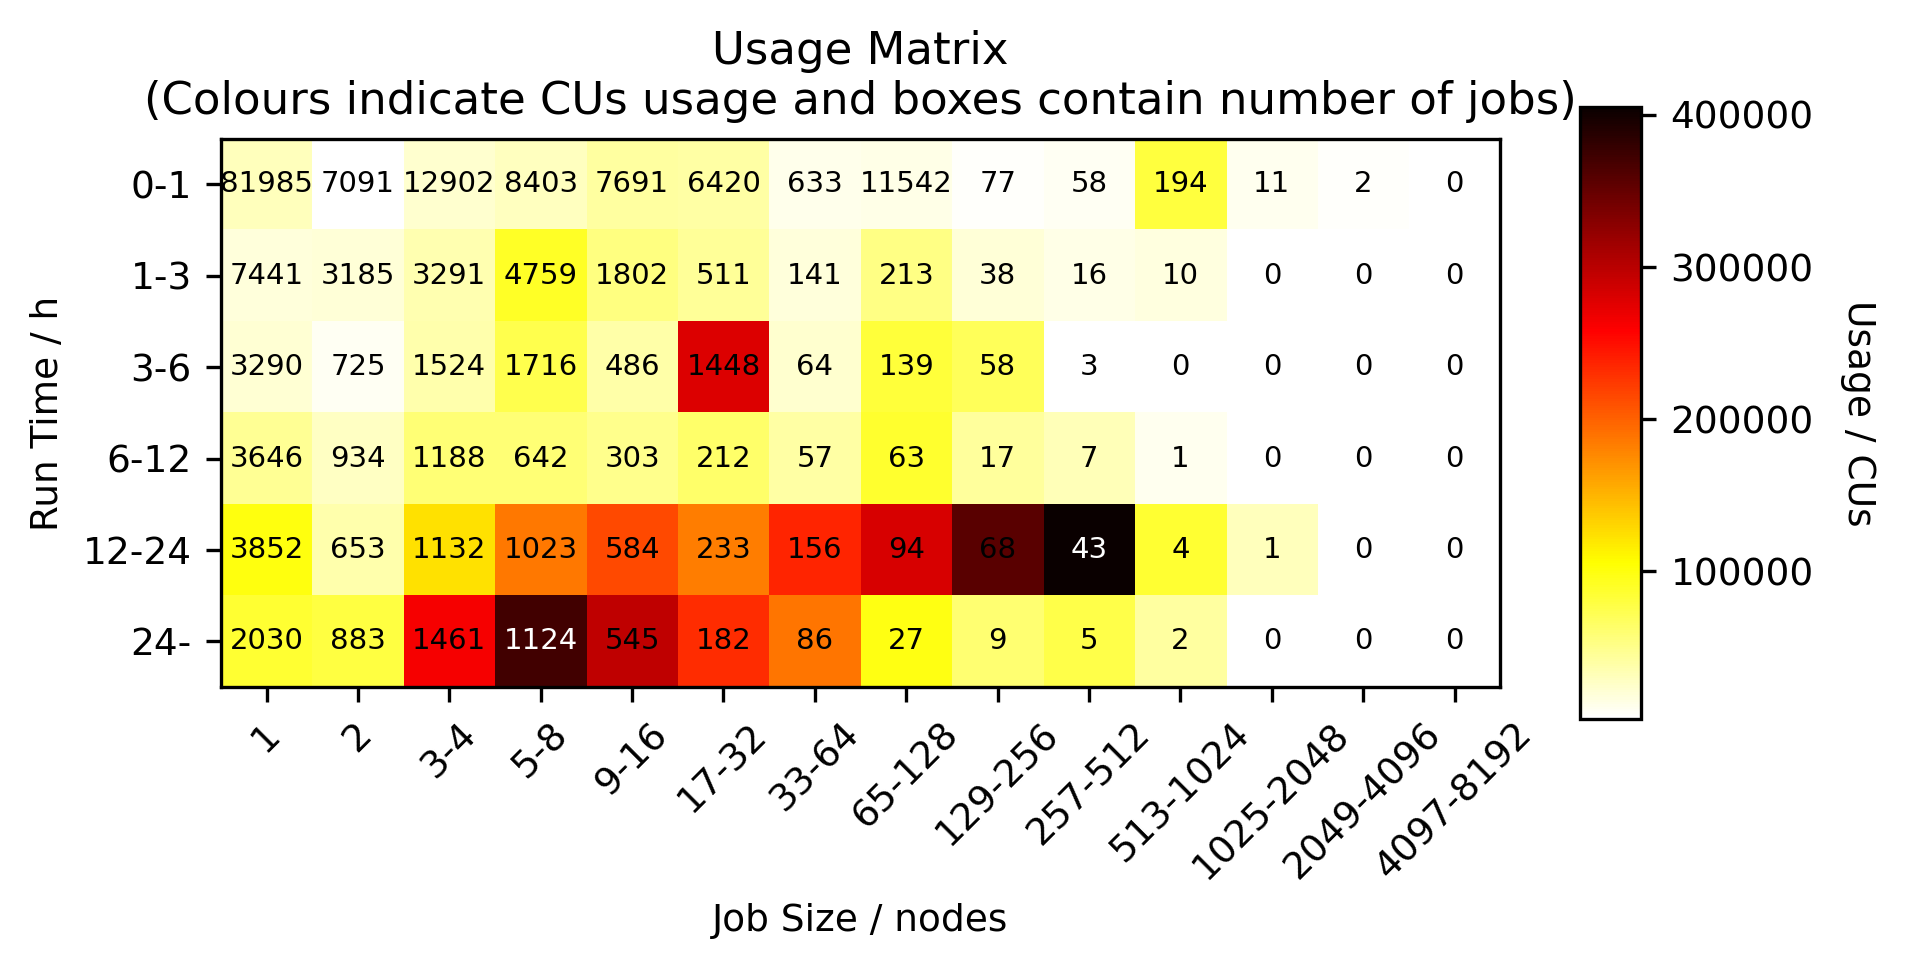 Usage Matrix
(Colours indicate CUs usage and boxes contain number of jobs)
0-1 81985 7091 12902 8403 7691 6420 633 11542 77 58 194 11 2 0
1-3 7441 3185 3291 4759 1802 511 141 213 38 16 10 0 0 0
3-6 3290 725 1524 1716 486 1448 64 139 58 3 0 0 0 0
6-12 3646 934 1188 642 303 212 57 63 17 7 1 0 0 0
12-24 3852 653 1132 1023 584 233 156 94 68 43 4 1 0 0
24- 2030 883 1461 1124 545 182 86 27 9 5 2 0 0 0
Run Time / h
1 2 3-4 5-8 9-16 17-32 33-64 65-128 129-256 257-512 513-1024 1025-2048 2049-4096 4097-8192
Job Size / nodes
400000
300000
200000
100000
Usage / CUs